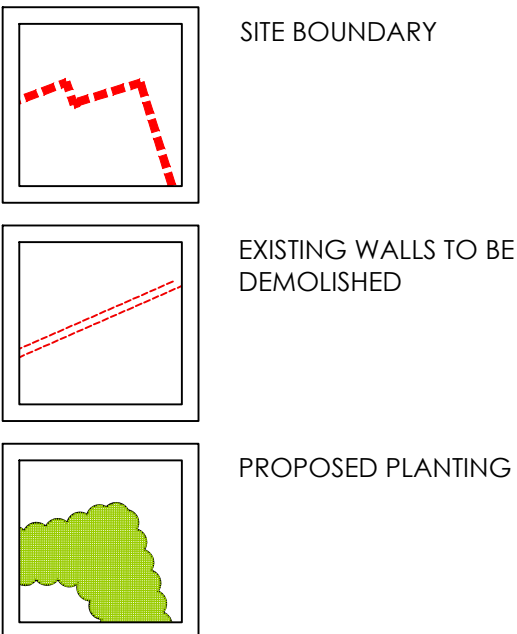 SITE BOUNDARY
EXISTING WALLS TO BE
DEMOLISHED
PROPOSED PLANTING